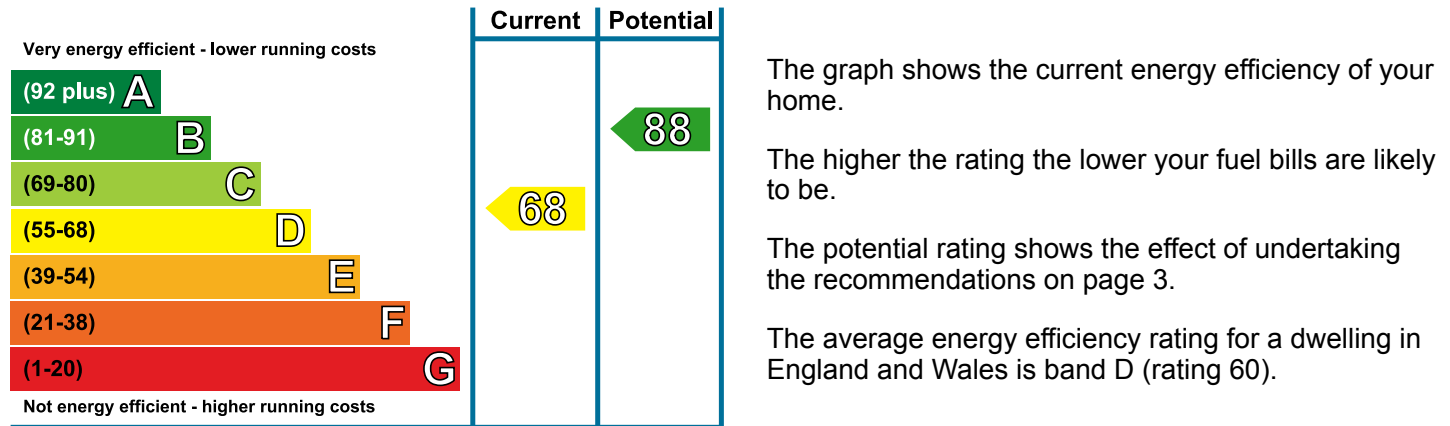 Current Potential
Very energy efficient - lower running costs
(92 plus) A
(81-91) B
88
(69-80) C
68
(55-68) D
(39-54) E
(21-38) F
(1-20) G
Not energy efficient - higher running costs
The graph shows the current energy efficiency of your
home.
The higher the rating the lower your fuel bills are likely
to be.
The potential rating shows the effect of undertaking
the recommendations on page 3.
The average energy efficiency rating for a dwelling in
England and Wales is band D (rating 60).